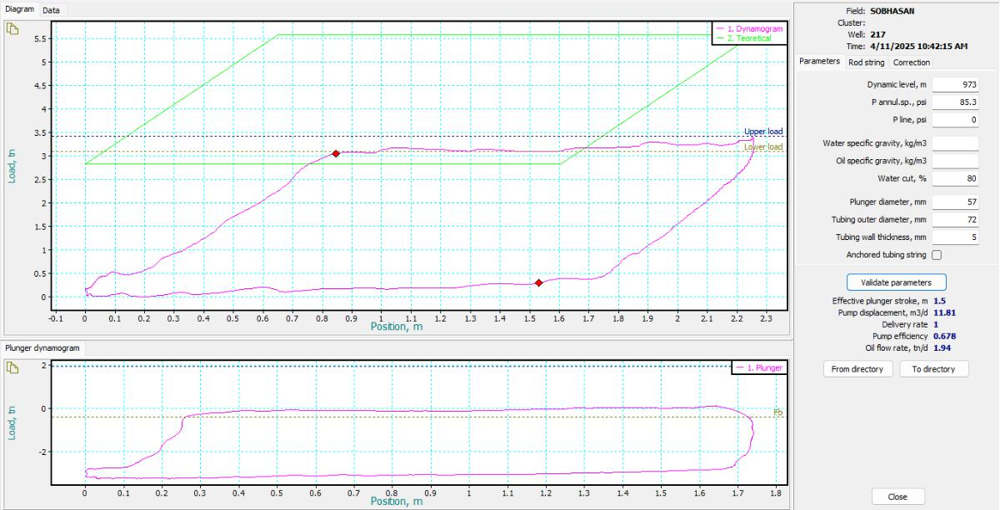 Diagram Data
1. Dynamogram
2. Teoretical
5.5
5
4.5
4
3.5
3
2.5
2
1.5
1
0.5
0
Load, tn
Upper load
Lower load
-0.1 0 0.1 0.2 0.3 0.4 0.5 0.6 0.7 0.8 0.9 1 1.1 1.2 1.3 1.4 1.5 1.6 1.7 1.8 1.9 2 2.1 2.2 2.3
Position, m
Plunger dynamogram
1. Plunger
2
0
-2
Load, tn
Fb
0 0.1 0.2 0.3 0.4 0.5 0.6 0.7 0.8 0.9 1 1.1 1.2 1.3 1.4 1.5 1.6 1.7 1.8
Position, m
Field: SOBHASAN
Cluster:
Well: 217
Time: 4/11/2025 10:42:15 AM
Parameters Rod string Correction
Dynamic level, m 973
P annul.sp., psi 85.3
P line, psi 0
Water specific gravity, kg/m3
Oil specific gravity, kg/m3
Water cut, % 80
Plunger diameter, mm 57
Tubing outer diameter, mm 72
Tubing wall thickness, mm 5
Anchored tubing string
Validate parameters
Effective plunger stroke, m 1.5
Pump displacement, m3/d 11.81
Delivery rate 1
Pump efficiency 0.678
Oil flow rate, tn/d 1.94
From directory To directory
Close